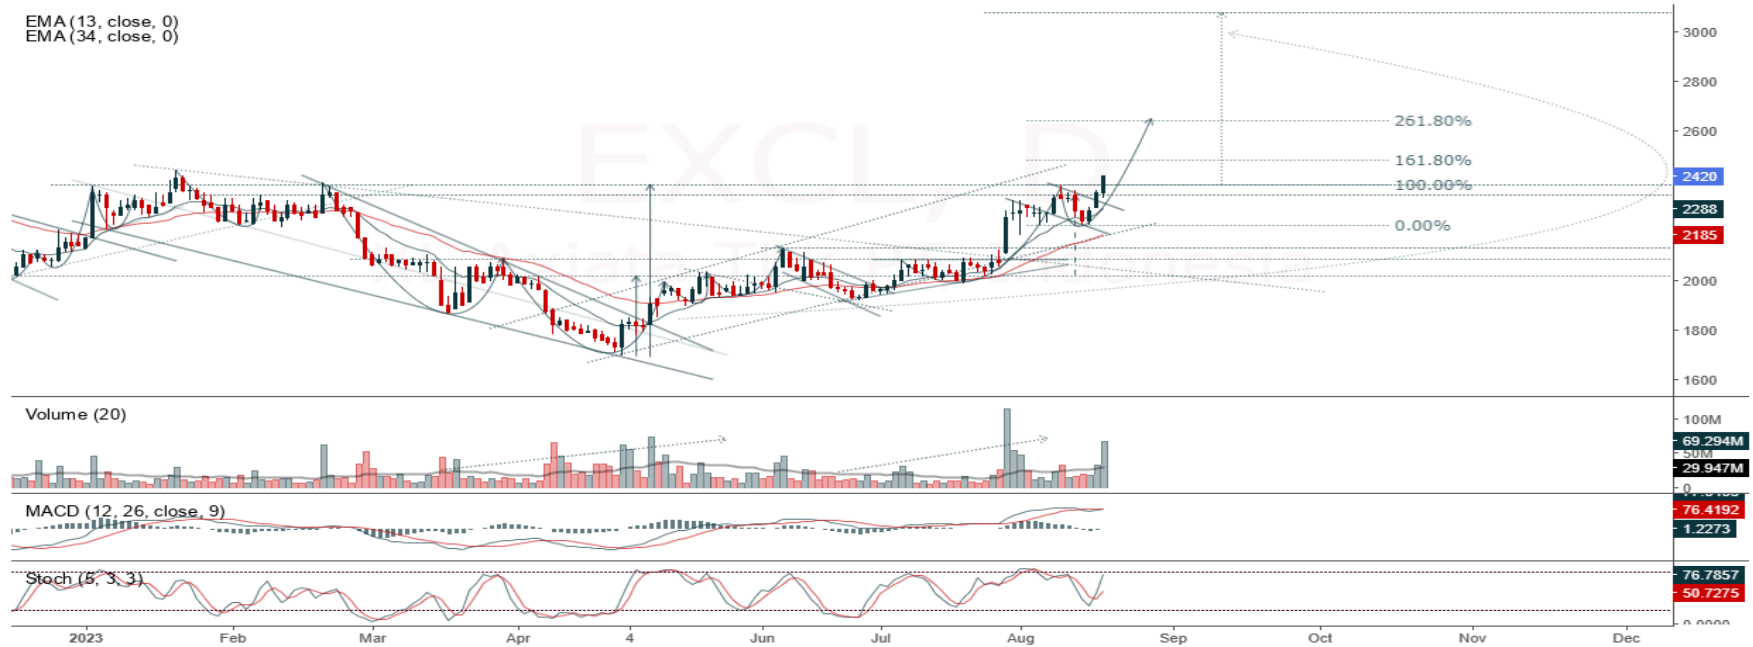 EMA (13, close, 0)
EMA (34, close, 0)
EXCL, D
3000
2800
2600
261.80%
161.80%
2420
100.00%
2288
0.00%
2185
2000
1800
1600
Volume (20)
100M
69.294M
50M
29.947M
0
MACD (12, 26, close, 9)
76.4192
1.2273
Stoch (5, 3, 3)
76.7857
50.7275
0.0000
2023
Feb
Mar
Apr
4
Jun
Jul
Aug
Sep
Oct
Nov
Dec